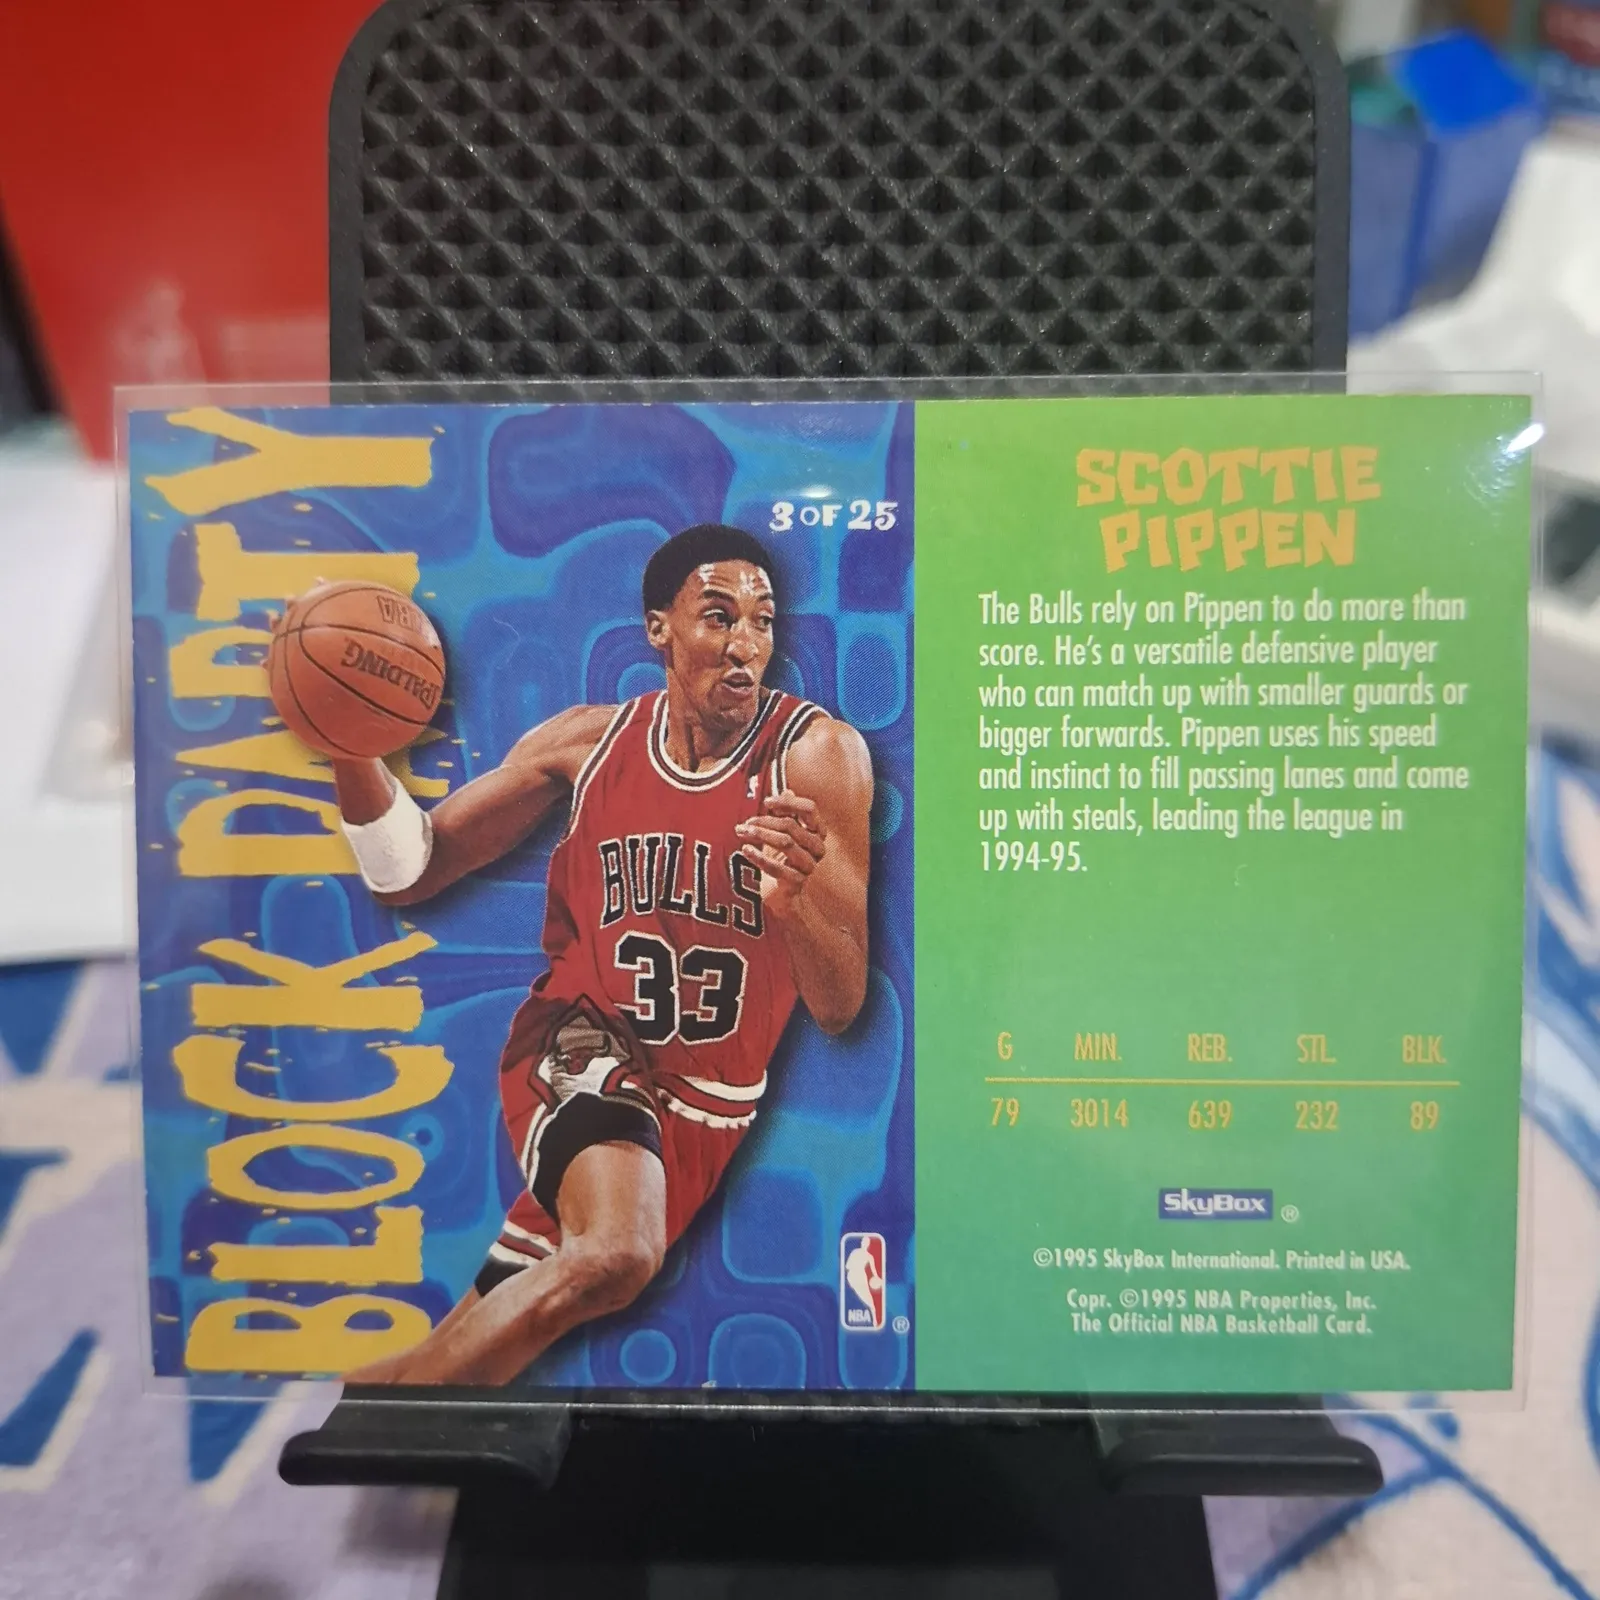 BLOCK PARTY
3 OF 25
NBA
SPALDING
BULLS
33
NBA
®
SCOTTIE
PIPPEN
The Bulls rely on Pippen to do more than
score. He's a versatile defensive player
who can match up with smaller guards or
bigger forwards. Pippen uses his speed
and instinct to fill passing lanes and come
up with steals, leading the league in
1994-95.
G MIN. REB. STL. BLK.
79 3014 639 232 89
SkyBox ®
©1995 SkyBox International. Printed in USA.
Copr. ©1995 NBA Properties, Inc.
The Official NBA Basketball Card.